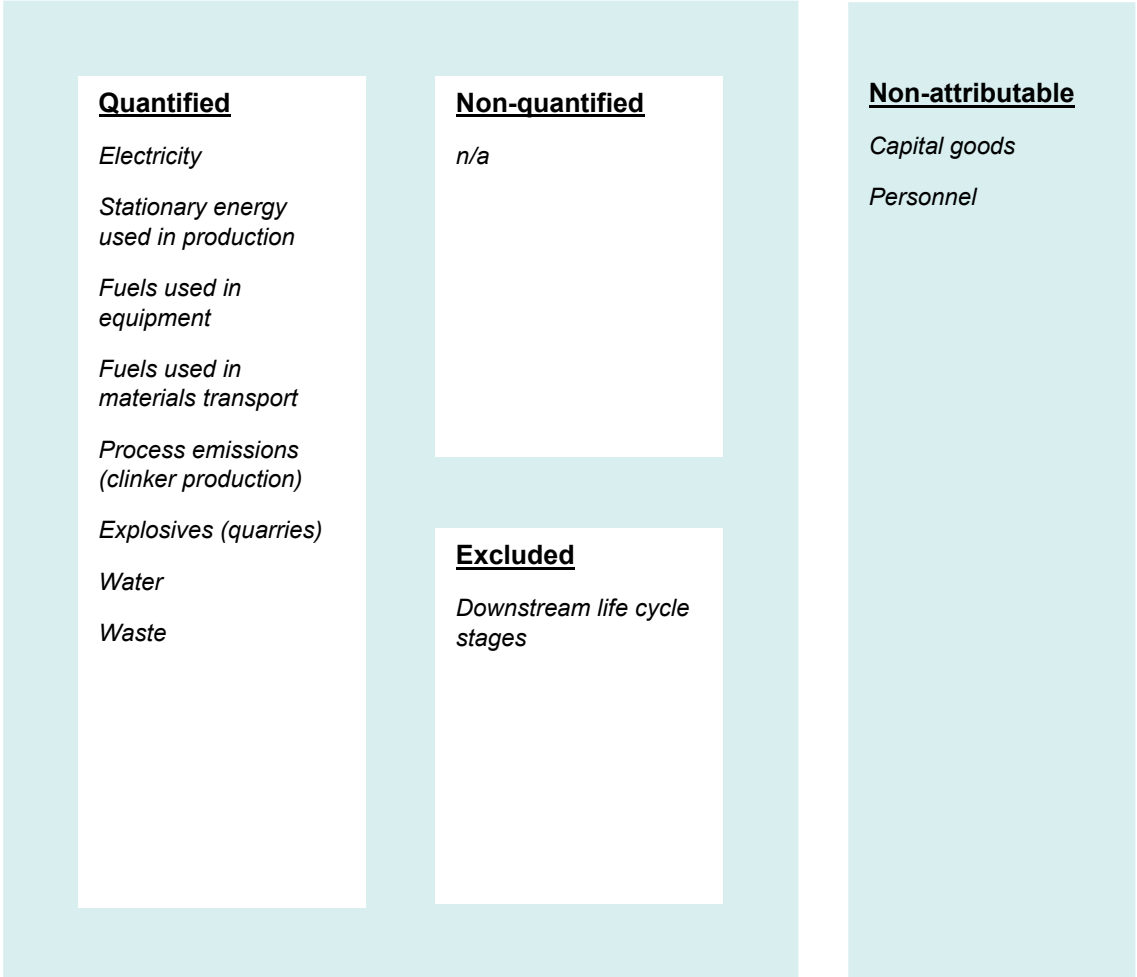 Quantified
Electricity
Stationary energy
used in production
Fuels used in
equipment
Fuels used in
materials transport
Process emissions
(clinker production)
Explosives (quarries)
Water
Waste
Non-quantified
n/a
Excluded
Downstream life cycle
stages
Non-attributable
Capital goods
Personnel